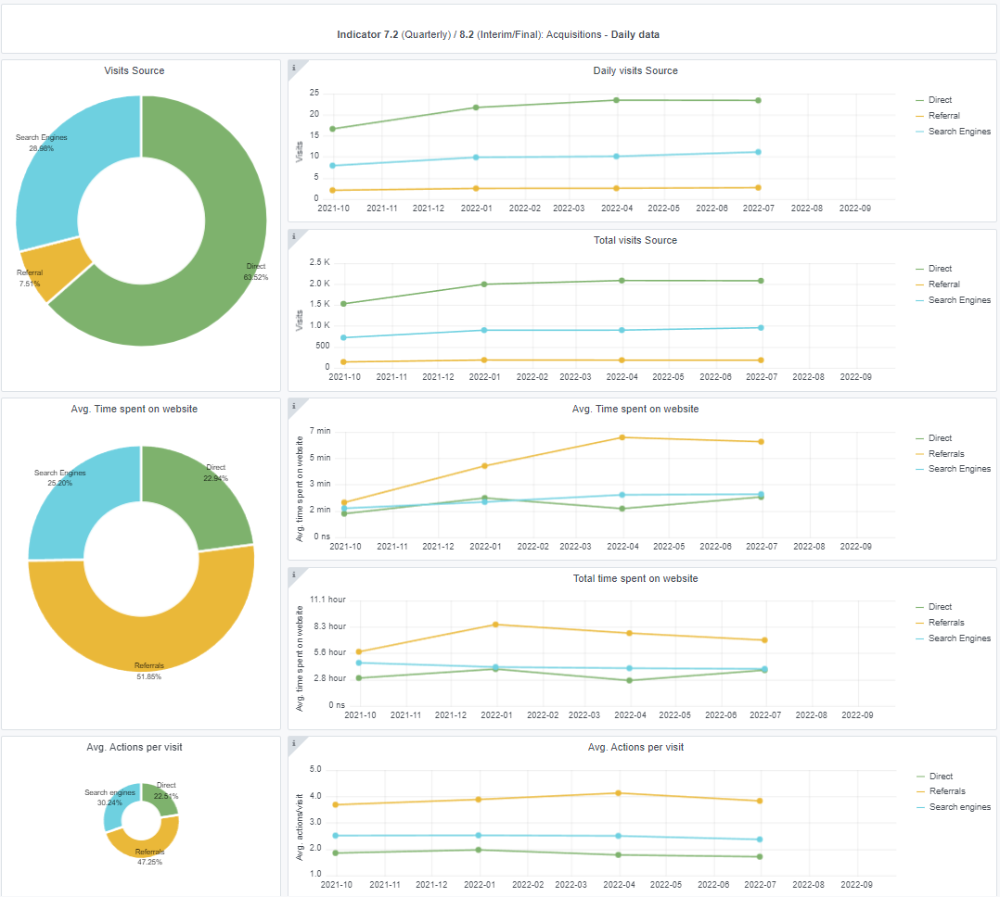 Indicator 7.2 (Quarterly) / 8.2 (Interim/Final): Acquisitions - Daily data
Visits Source
Search Engines
28.98%
Referral
7.51%
Direct
63.52%
i
Daily visits Source
Visits
25
20
15
10
5
0
2021-10 2021-11 2021-12 2022-01 2022-02 2022-03 2022-04 2022-05 2022-06 2022-07 2022-08 2022-09
Direct
Referral
Search Engines
i
Total visits Source
Visits
2.5 K
2.0 K
1.5 K
1.0 K
500
0
2021-10 2021-11 2021-12 2022-01 2022-02 2022-03 2022-04 2022-05 2022-06 2022-07 2022-08 2022-09
Direct
Referral
Search Engines
Avg. Time spent on website
Search Engines
25.20%
Direct
22.94%
Referrals
51.85%
i
Avg. Time spent on website
Avg. time spent on website
7 min
5 min
3 min
2 min
0 ns
2021-10 2021-11 2021-12 2022-01 2022-02 2022-03 2022-04 2022-05 2022-06 2022-07 2022-08 2022-09
Direct
Referrals
Search Engines
i
Total time spent on website
Avg. time spent on website
11.1 hour
8.3 hour
5.6 hour
2.8 hour
0 ns
2021-10 2021-11 2021-12 2022-01 2022-02 2022-03 2022-04 2022-05 2022-06 2022-07 2022-08 2022-09
Direct
Referrals
Search Engines
Avg. Actions per visit
Search engines
30.24%
Direct
22.51%
Referrals
47.25%
i
Avg. Actions per visit
Avg. actions/visit
5.0
4.0
3.0
2.0
1.0
2021-10 2021-11 2021-12 2022-01 2022-02 2022-03 2022-04 2022-05 2022-06 2022-07 2022-08 2022-09
Direct
Referrals
Search engines